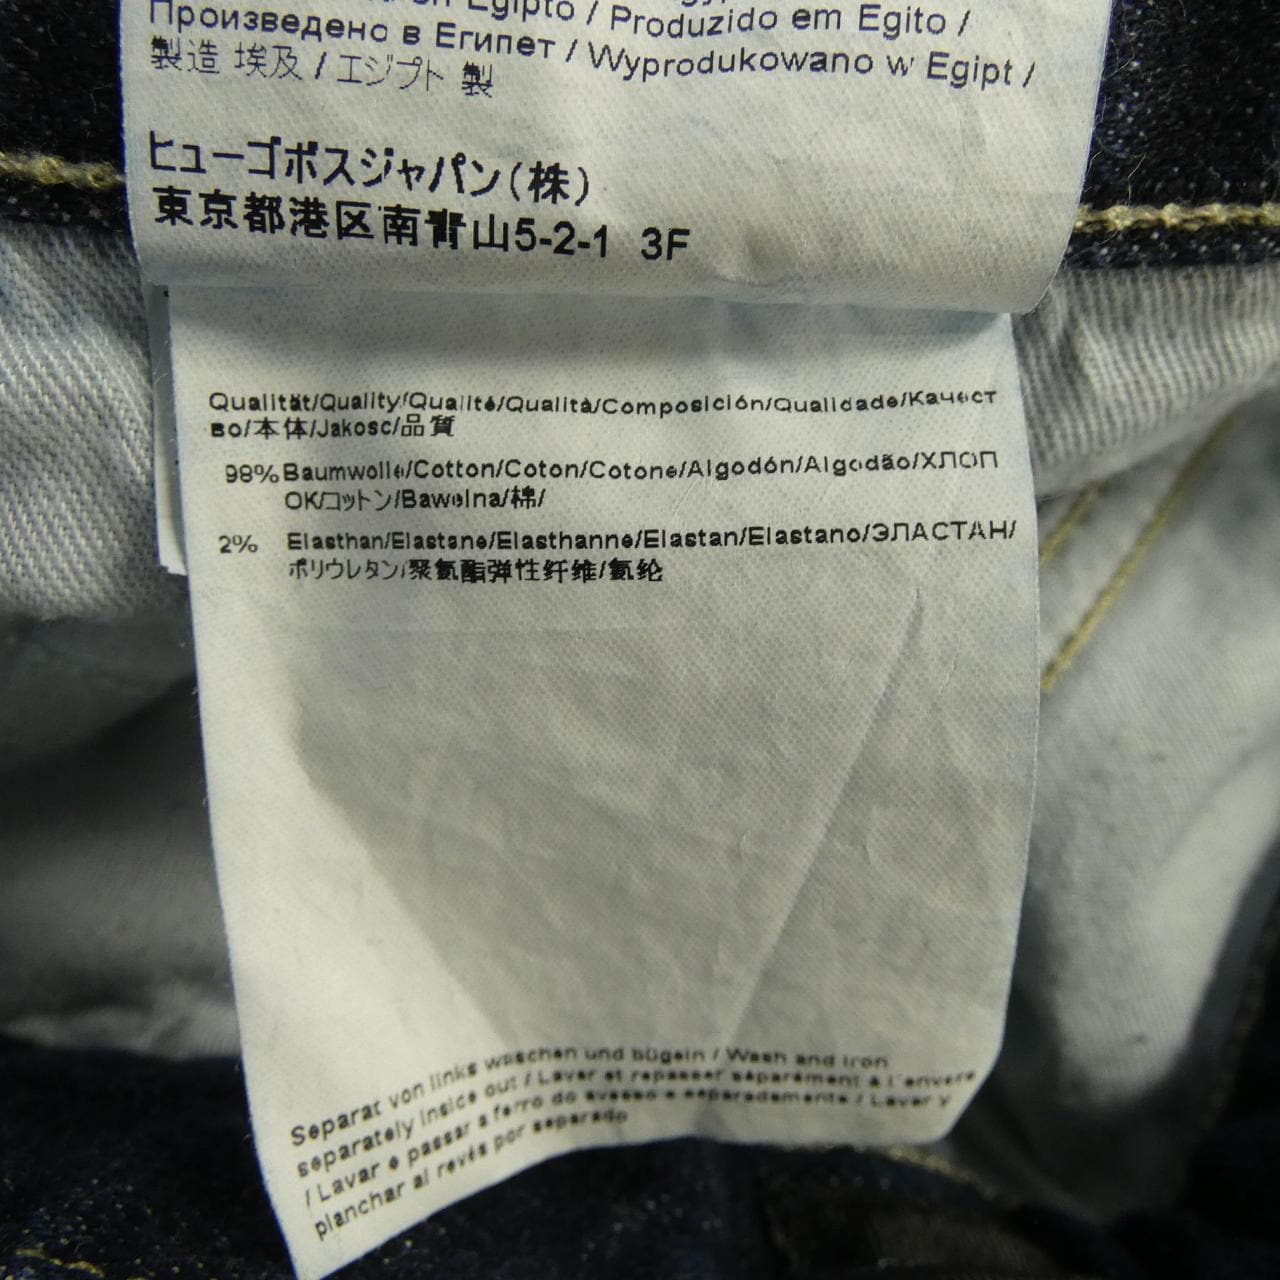 Egipto / Produzido em Egito /
Произведено в Египет / Wyprodukowano w Egipt /
製造 埃及 / エジプト 製
ヒューゴボスジャパン(株)
東京都港区南青山5-2-1 3F
Qualität/Quality/Qualité/Qualità/Composición/Qualidade/Качест
во/本体/Jakosc/品質
98% Baumwolle/Cotton/Coton/Cotone/Algodón/Algodão/ХЛОП
OK/コットン/Bawełna/棉/
2% Elasthan/Elastane/Elasthanne/Elastan/Elastano/ЭЛАСТАН/
ポリウレタン/聚氨酯弹性纤维/氨纶
Separat von links waschen und bügeln / Wash and iron
separately inside out / Laver et repasser séparément à l'envers
/ Lavar e passar a ferro do avesso e separadamente / Lavar y
planchar al revés por separado